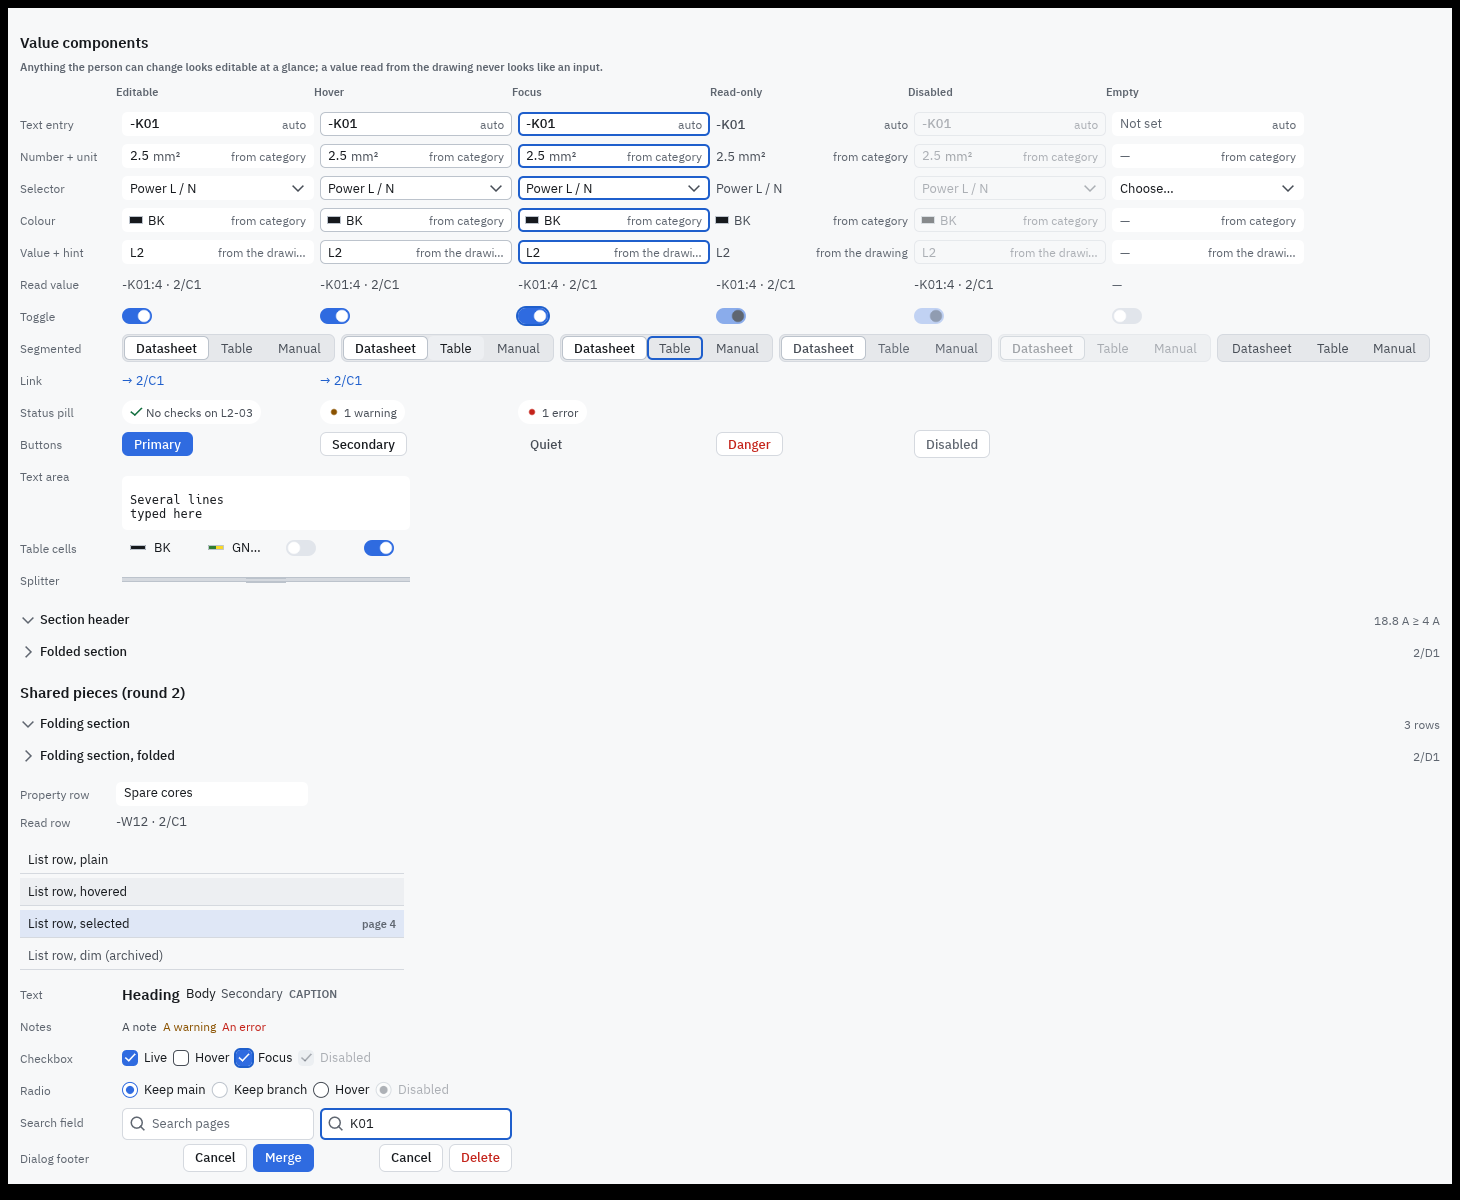 Value components
Anything the person can change looks editable at a glance; a value read from the drawing never looks like an input.
Editable Hover Focus Read-only Disabled Empty
Text entry -K01 auto -K01 auto -K01 auto -K01 auto -K01 auto Not set auto
Number + unit 2.5 mm² from category 2.5 mm² from category 2.5 mm² from category 2.5 mm² from category 2.5 mm² from category — from category
Selector Power L / N Power L / N Power L / N Power L / N Power L / N Choose...
Colour BK from category BK from category BK from category BK from category BK from category — from category
Value + hint L2 from the drawi... L2 from the drawi... L2 from the drawi... L2 from the drawing L2 from the drawi... — from the drawi...
Read value -K01:4 · 2/C1 -K01:4 · 2/C1 -K01:4 · 2/C1 -K01:4 · 2/C1 -K01:4 · 2/C1 —
Toggle
Segmented Datasheet Table Manual Datasheet Table Manual Datasheet Table Manual Datasheet Table Manual Datasheet Table Manual Datasheet Table Manual
Link → 2/C1 → 2/C1
Status pill No checks on L2-03 1 warning 1 error
Buttons Primary Secondary Quiet Danger Disabled
Text area
Several lines
typed here
Table cells BK GN...
Splitter
Section header 18.8 A ≥ 4 A
Folded section 2/D1
Shared pieces (round 2)
Folding section 3 rows
Folding section, folded 2/D1
Property row Spare cores
Read row -W12 · 2/C1
List row, plain
List row, hovered
List row, selected page 4
List row, dim (archived)
Text Heading Body Secondary CAPTION
Notes A note A warning An error
Checkbox Live Hover Focus Disabled
Radio Keep main Keep branch Hover Disabled
Search field Search pages K01
Dialog footer Cancel Merge Cancel Delete